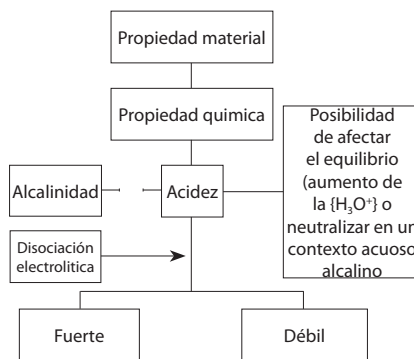 Propiedad material
Propiedad quimica
Alcalinidad
Acidez
Posibilidad
de afectar
el equilibrio
(aumento de
la {H₃O⁺} o
neutralizar en un
contexto acuoso
alcalino
Disociación
electrolitica
Fuerte
Débil